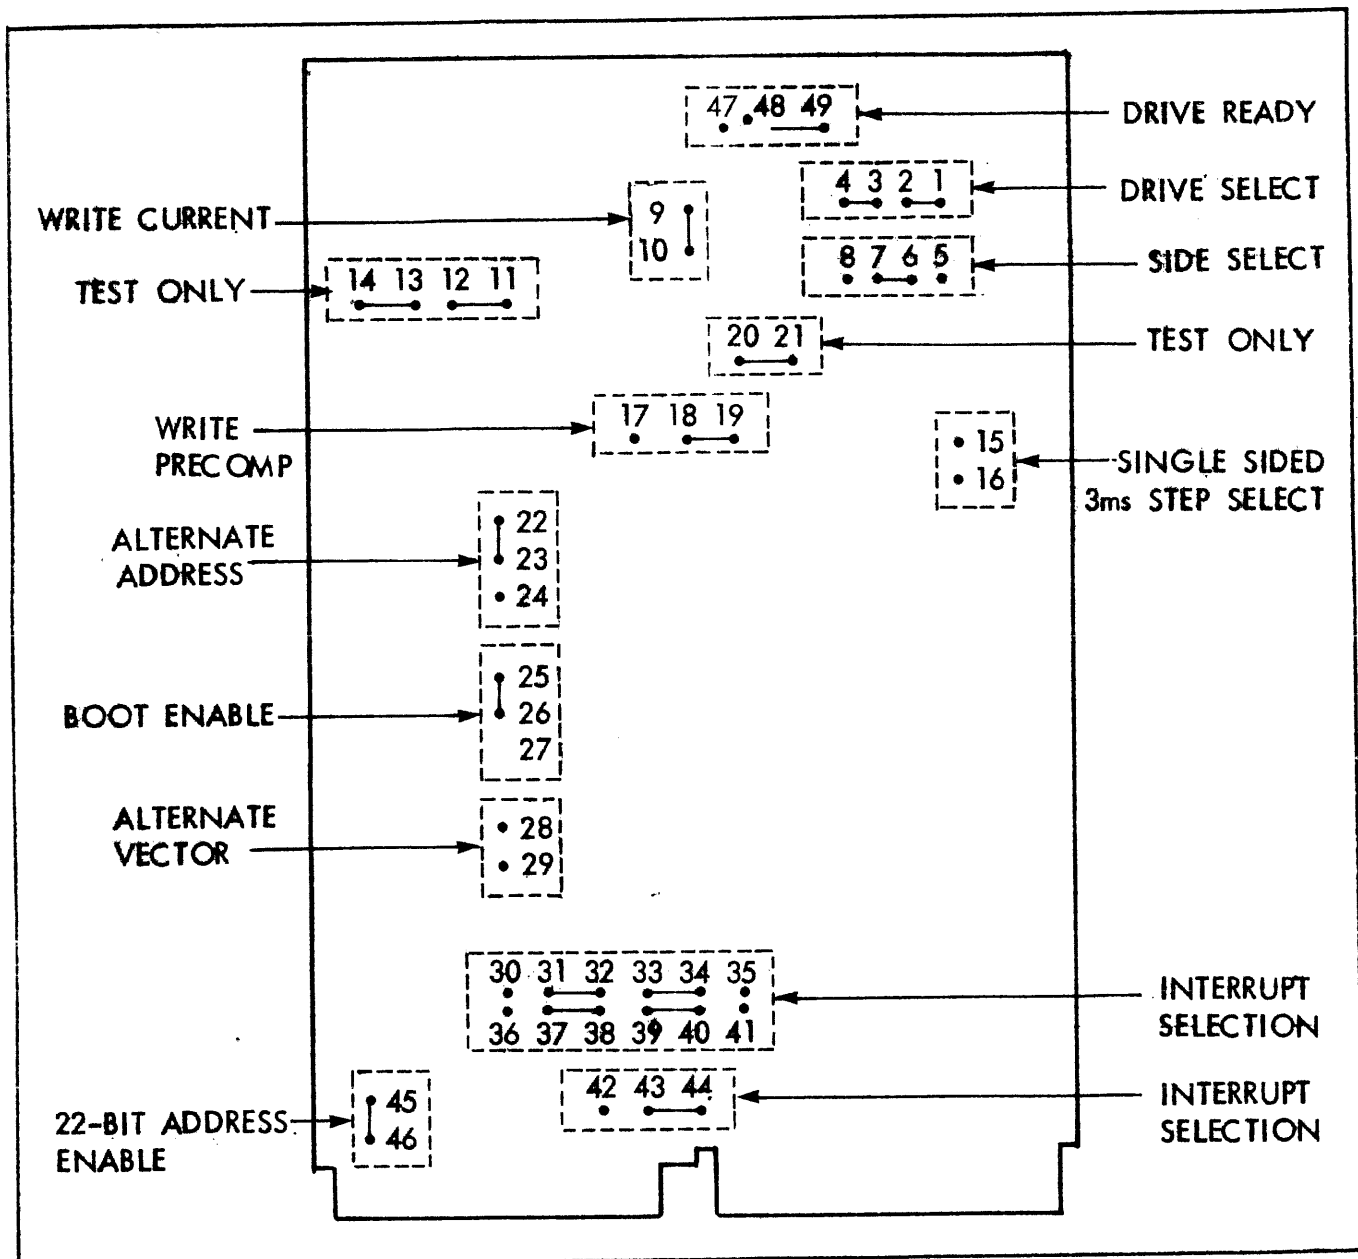 47 48 49
DRIVE READY
4 3 2 1
DRIVE SELECT
WRITE CURRENT
9
10
8 7 6 5
SIDE SELECT
TEST ONLY
14 13 12 11
20 21
TEST ONLY
WRITE
PRECOMP
17 18 19
15
16
SINGLE SIDED
3ms STEP SELECT
ALTERNATE
ADDRESS
22
23
24
BOOT ENABLE
25
26
27
ALTERNATE
VECTOR
28
29
30 31 32 33 34 35
36 37 38 39 40 41
INTERRUPT
SELECTION
42 43 44
INTERRUPT
SELECTION
22-BIT ADDRESS
ENABLE
45
46